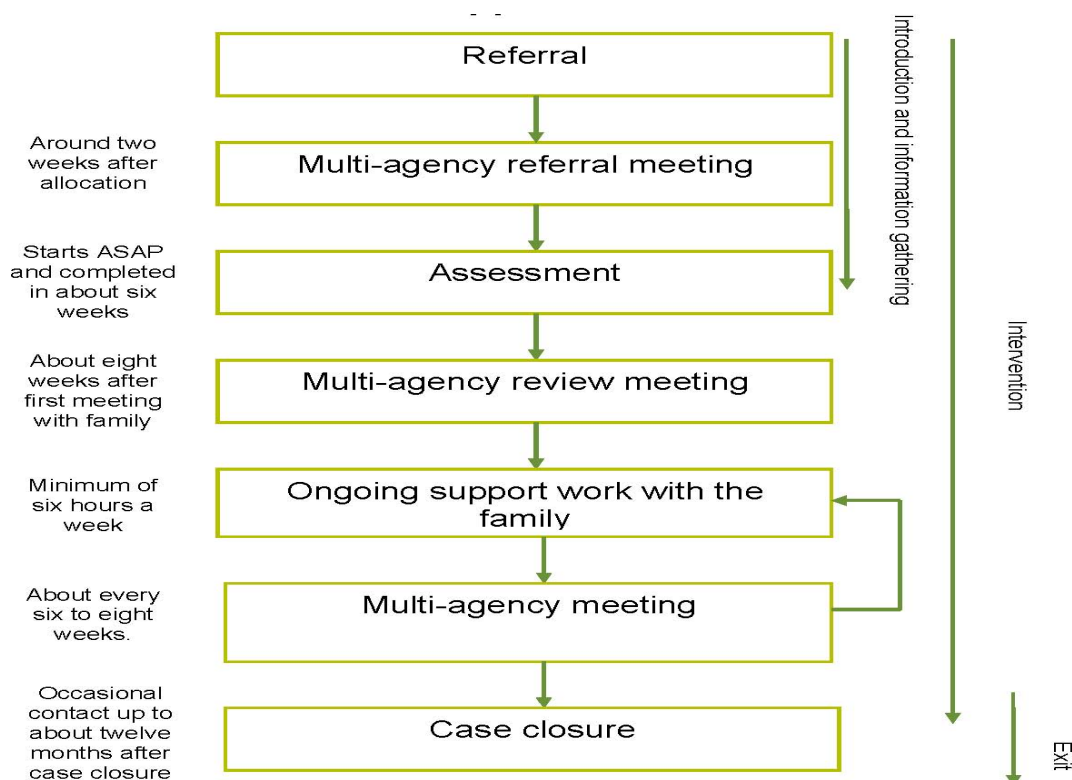 Referral
Around two
weeks after
allocation
Multi-agency referral meeting
Starts ASAP
and completed
in about six
weeks
Assessment
About eight
weeks after
first meeting
with family
Multi-agency review meeting
Minimum of
six hours a
week
Ongoing support work with the
family
About every
six to eight
weeks.
Multi-agency meeting
Occasional
contact up to
about twelve
months after
case closure
Case closure
Introduction and information gathering
Intervention
Exit